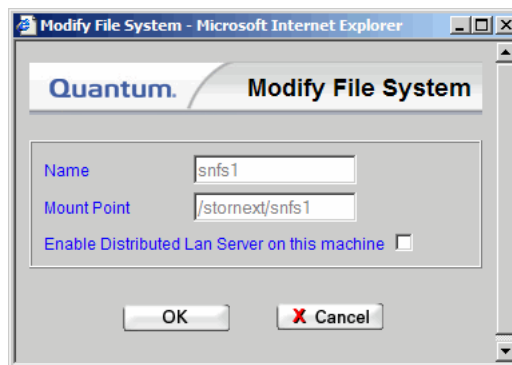 Modify File System - Microsoft Internet Explorer
Quantum. Modify File System
Name snfs1
Mount Point /stornext/snfs1
Enable Distributed Lan Server on this machine
OK X Cancel